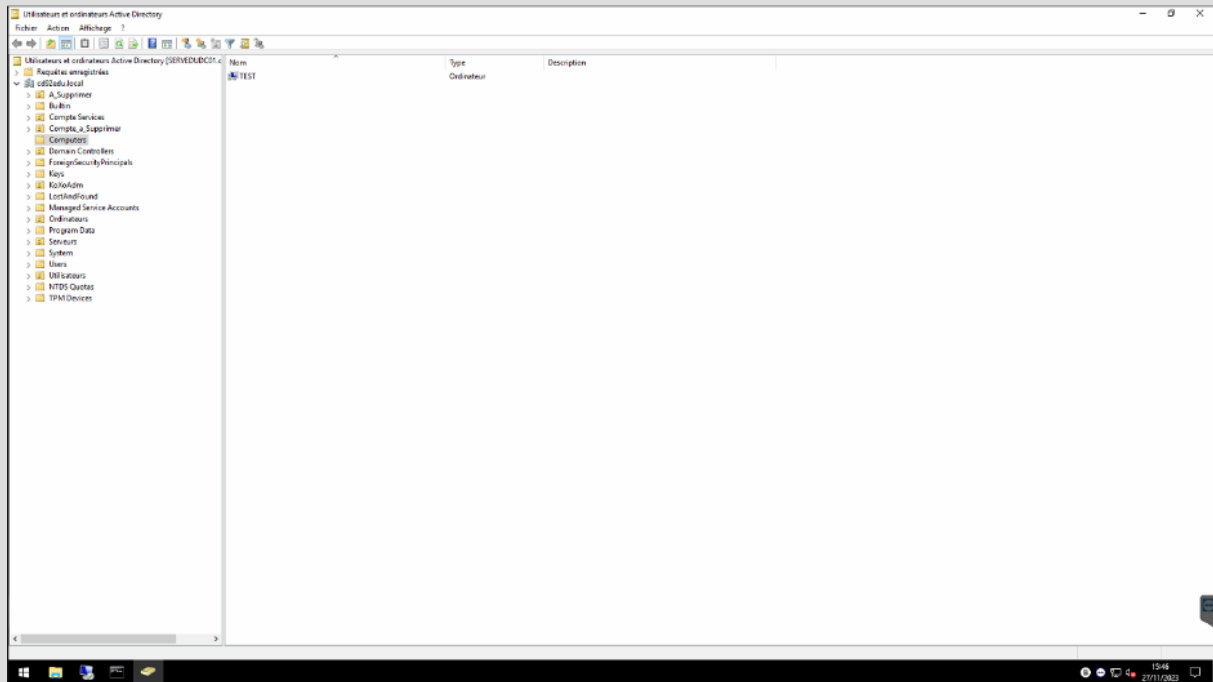 Utilisateurs et ordinateurs Active Directory
Fichier Action Affichage ?
Utilisateurs et ordinateurs Active Directory [SERVEDUDC01.c
Requêtes enregistrées
cd92edu.local
A_Supprimer
Builtin
Compte Services
Compte_a_Supprimer
Computers
Domain Controllers
ForeignSecurityPrincipals
Keys
KoXoAdm
LostAndFound
Managed Service Accounts
Ordinateurs
Program Data
Serveurs
System
Users
Utilisateurs
NTDS Quotas
TPM Devices
Nom Type Description
TEST Ordinateur
15:46
27/11/2023